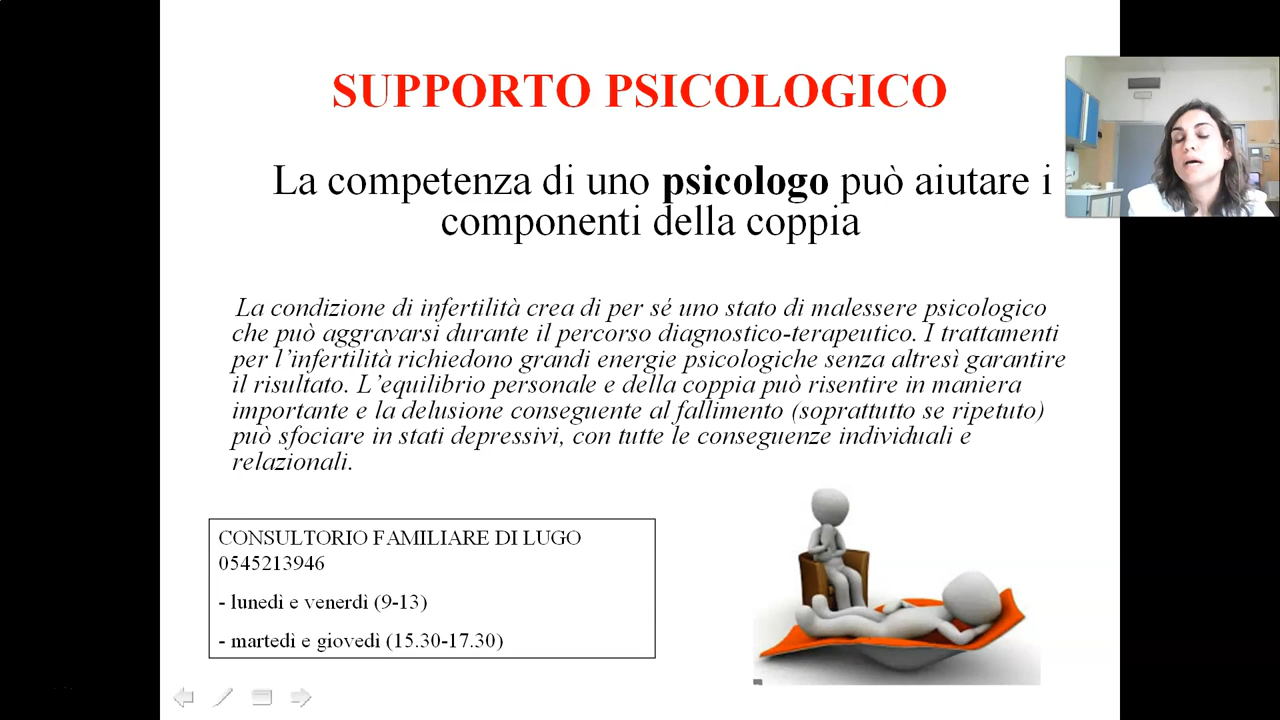 SUPPORTO PSICOLOGICO
La competenza di uno psicologo può aiutare i
componenti della coppia
La condizione di infertilità crea di per sé uno stato di malessere psicologico
che può aggravarsi durante il percorso diagnostico-terapeutico. I trattamenti
per l’infertilità richiedono grandi energie psicologiche senza altresì garantire
il risultato. L’equilibrio personale e della coppia può risentire in maniera
importante e la delusione conseguente al fallimento (soprattutto se ripetuto)
può sfociare in stati depressivi, con tutte le conseguenze individuali e
relazionali.
CONSULTORIO FAMILIARE DI LUGO
0545213946
- lunedì e venerdì (9-13)
- martedì e giovedì (15.30-17.30)